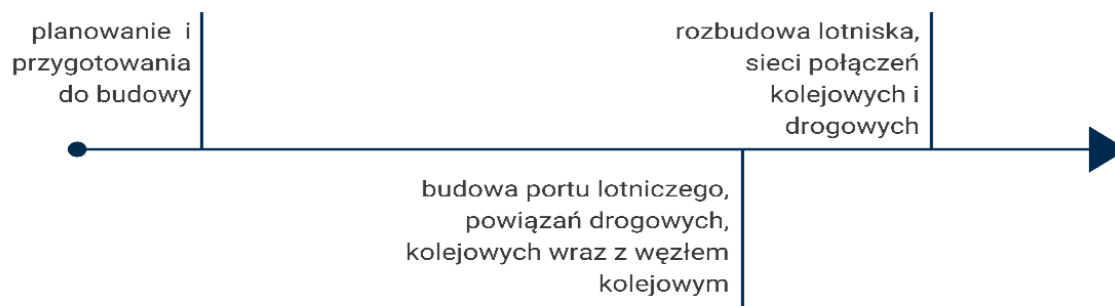 planowanie i
przygotowania
do budowy
rozbudowa lotniska,
sieci połączeń
kolejowych i
drogowych
budowa portu lotniczego,
powiązań drogowych,
kolejowych wraz z węzłem
kolejowym